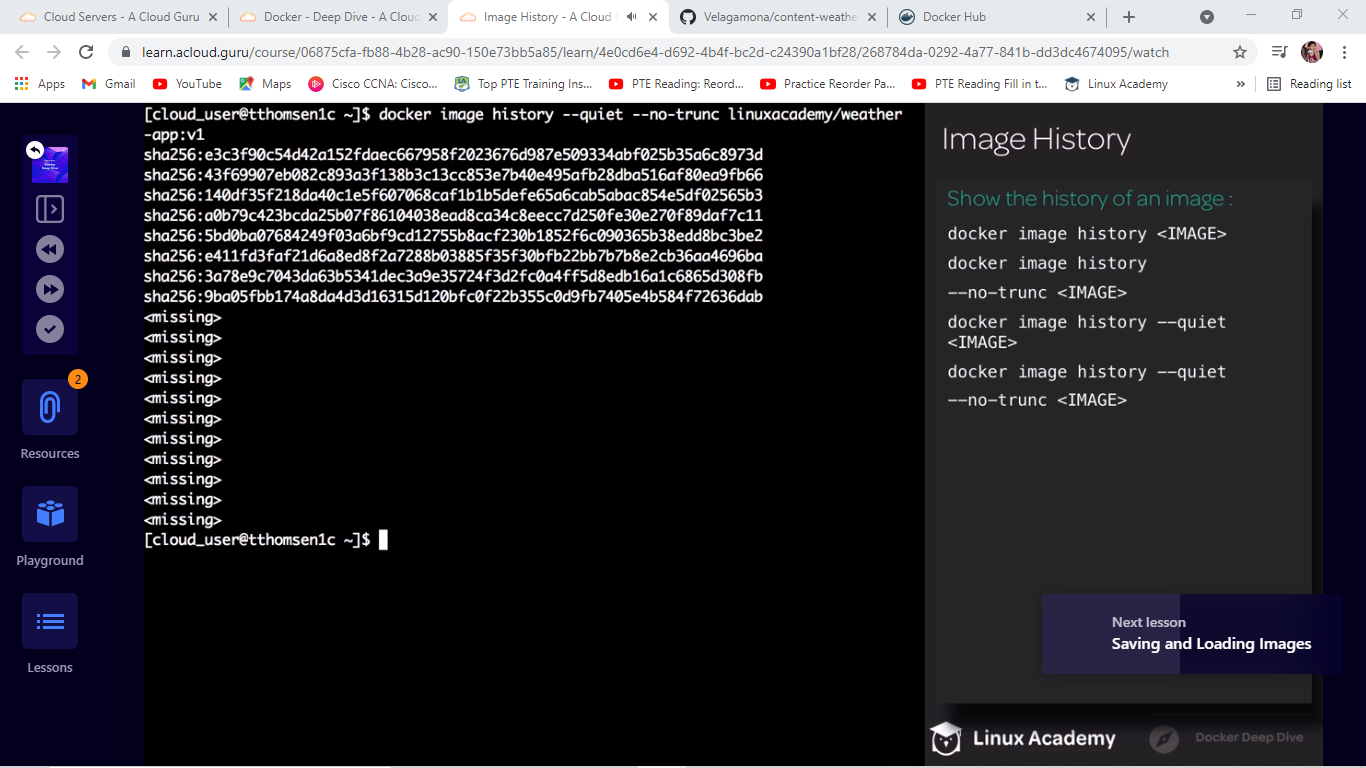 Cloud Servers - A Cloud Guru
Docker - Deep Dive - A Cloud
Image History - A Cloud
Velagamona/content-weathe
Docker Hub
learn.acloud.guru/course/06875cfa-fb88-4b28-ac90-150e73bb5a85/learn/4e0cd6e4-d692-4b4f-bc2d-c24390a1bf28/268784da-0292-4a77-841b-dd3dc4674095/watch
Apps
Gmail
YouTube
Maps
Cisco CCNA: Cisco...
Top PTE Training Ins...
PTE Reading: Reord...
Practice Reorder Pa...
PTE Reading Fill in t...
Linux Academy
»
Reading list
2
Resources
Playground
Lessons
[cloud_user@tthomsen1c ~]$ docker image history --quiet --no-trunc linuxacademy/weather
-app:v1
sha256:e3c3f90c54d42a152fdaec667958f2023676d987e509334abf025b35a6c8973d
sha256:43f69907eb082c893a3f138b3c13cc853e7b40e495afb28dba516af80ea9fb66
sha256:140df35f218da40c1e5f607068caf1b1b5defe65a6cab5abac854e5df02565b3
sha256:a0b79c423bcda25b07f86104038ead8ca34c8eecc7d250fe30e270f89daf7c11
sha256:5bd0ba07684249f03a6bf9cd12755b8acf230b1852f6c090365b38edd8bc3be2
sha256:e411fd3faf21d6a8ed8f2a7288b03885f35f30bfb22bb7b7b8e2cb36aa4696ba
sha256:3a78e9c7043da63b5341dec3a9e35724f3d2fc0a4ff5d8edb16a1c6865d308fb
sha256:9ba05fbb174a8da4d3d16315d120bfc0f22b355c0d9fb7405e4b584f72636dab
<missing>
<missing>
<missing>
<missing>
<missing>
<missing>
<missing>
<missing>
<missing>
<missing>
<missing>
[cloud_user@tthomsen1c ~]$
Image History
Show the history of an image :
docker image history <IMAGE>
docker image history
--no-trunc <IMAGE>
docker image history --quiet
<IMAGE>
docker image history --quiet
--no-trunc <IMAGE>
Next lesson
Saving and Loading Images
Linux Academy
Docker Deep Dive